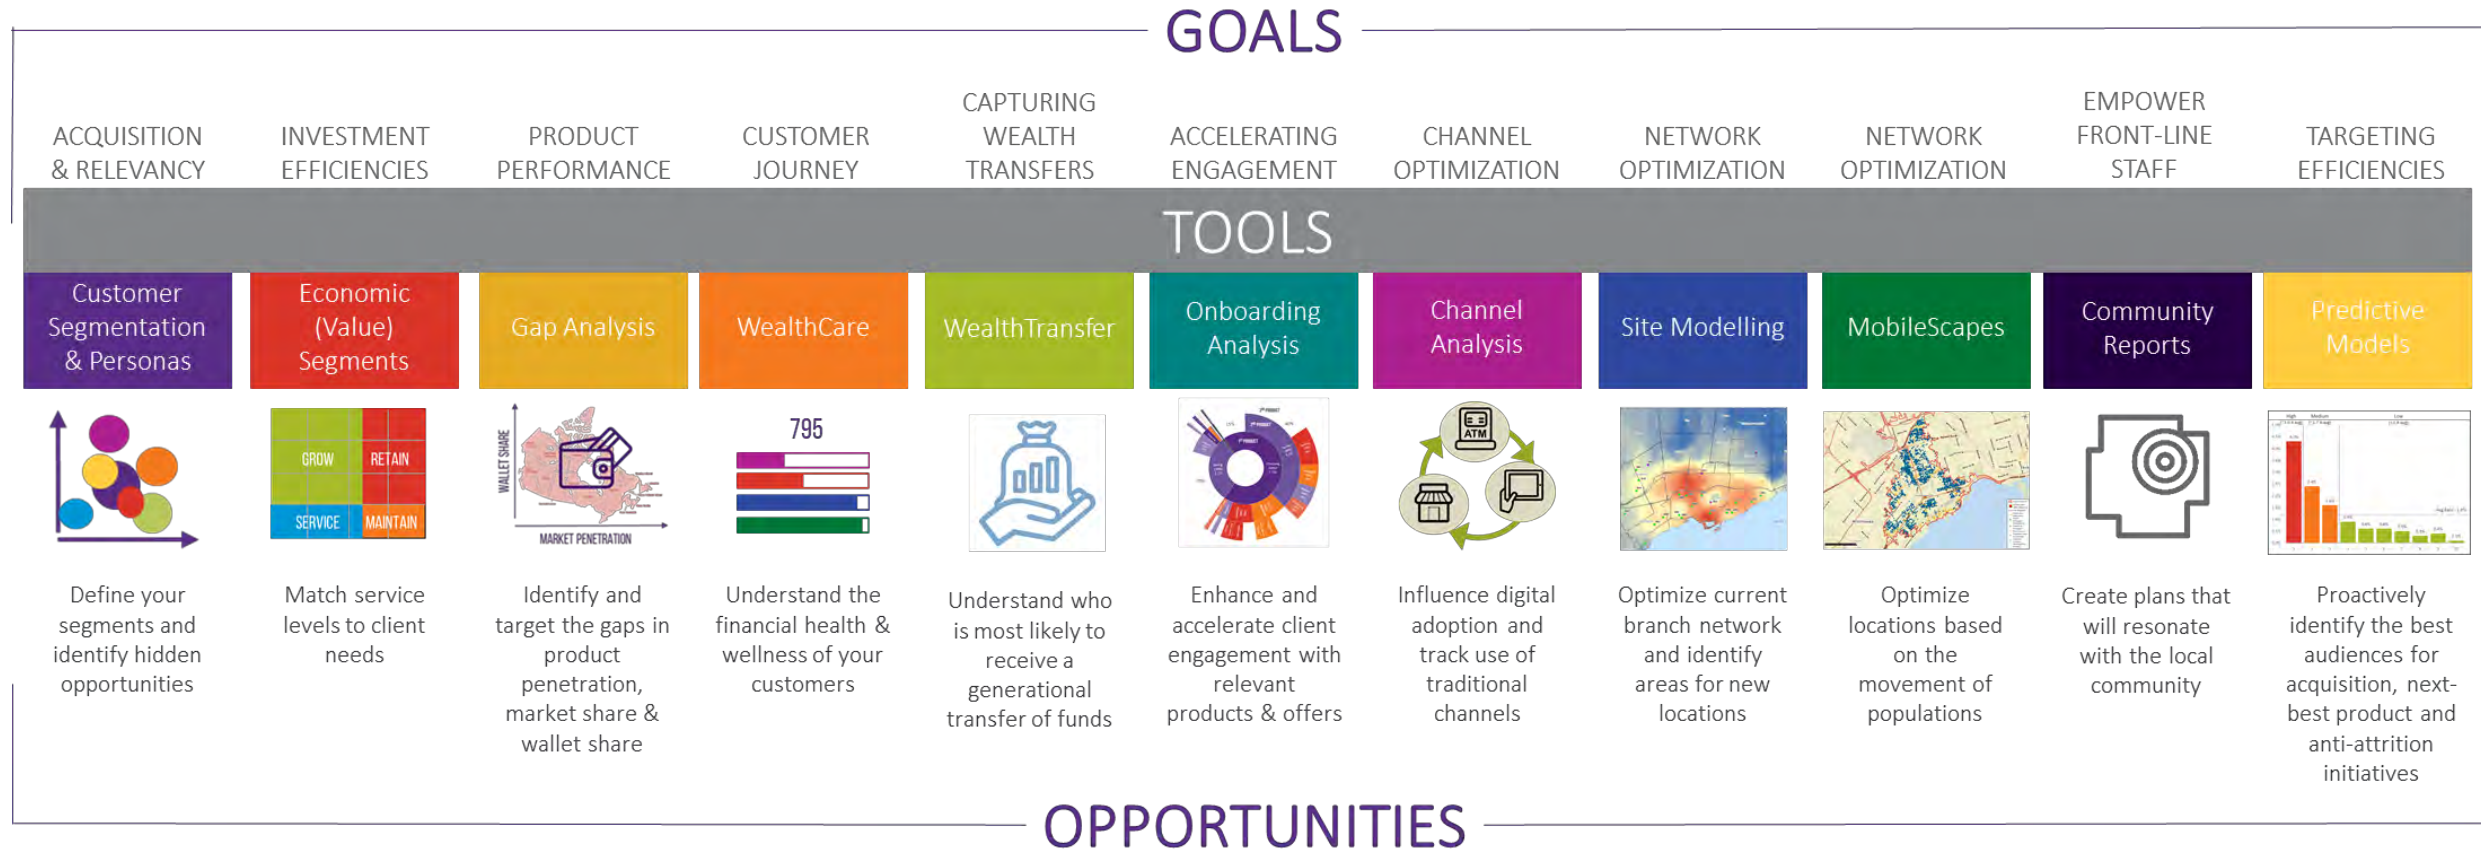 GOALS
ACQUISITION
& RELEVANCY
INVESTMENT
EFFICIENCIES
PRODUCT
PERFORMANCE
CUSTOMER
JOURNEY
CAPTURING
WEALTH
TRANSFERS
ACCELERATING
ENGAGEMENT
CHANNEL
OPTIMIZATION
NETWORK
OPTIMIZATION
NETWORK
OPTIMIZATION
EMPOWER
FRONT-LINE
STAFF
TARGETING
EFFICIENCIES
TOOLS
Customer
Segmentation
& Personas
Economic
(Value)
Segments
Gap Analysis
WealthCare
WealthTransfer
Onboarding
Analysis
Channel
Analysis
Site Modelling
MobileScapes
Community
Reports
Predictive
Models
GROW
RETAIN
SERVICE
MAINTAIN
WALLET SHARE
MARKET PENETRATION
795
ATM
High
Medium
Low
Define your
segments and
identify hidden
opportunities
Match service
levels to client
needs
Identify and
target the gaps in
product
penetration,
market share &
wallet share
Understand the
financial health &
wellness of your
customers
Understand who
is most likely to
receive a
generational
transfer of funds
Enhance and
accelerate client
engagement with
relevant
products & offers
Influence digital
adoption and
track use of
traditional
channels
Optimize current
branch network
and identify
areas for new
locations
Optimize
locations based
on the
movement of
populations
Create plans that
will resonate
with the local
community
Proactively
identify the best
audiences for
acquisition, next-
best product and
anti-attrition
initiatives
OPPORTUNITIES